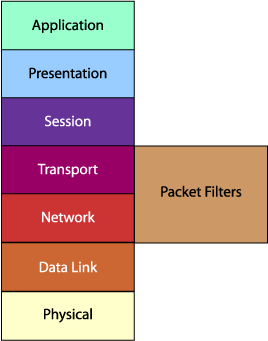 Application
Presentation
Session
Transport
Packet Filters
Network
Data Link
Physical